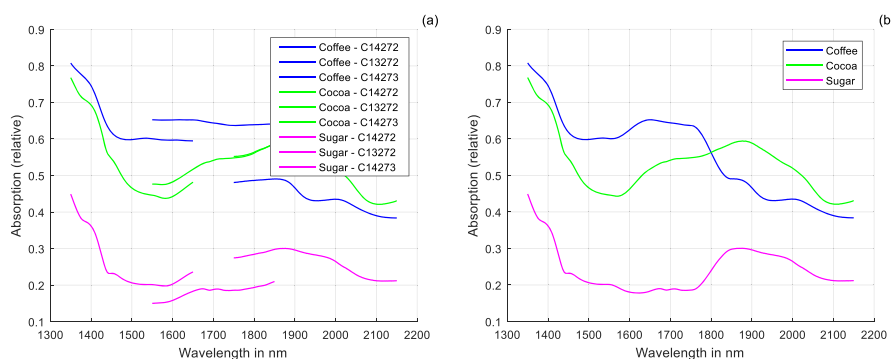 (a)
0.9
0.8
0.7
0.6
0.5
0.4
0.3
0.2
0.1
Absorption (relative)
Coffee - C14272
Coffee - C13272
Coffee - C14273
Cocoa - C14272
Cocoa - C13272
Cocoa - C14273
Sugar - C14272
Sugar - C13272
Sugar - C14273
1300 1400 1500 1600 1700 1800 1900 2000 2100 2200
Wavelength in nm
(b
0.9
0.8
0.7
0.6
0.5
0.4
0.3
0.2
0.1
Absorption (relative)
Coffee
Cocoa
Sugar
1300 1400 1500 1600 1700 1800 1900 2000 2100 2200
Wavelength in nm